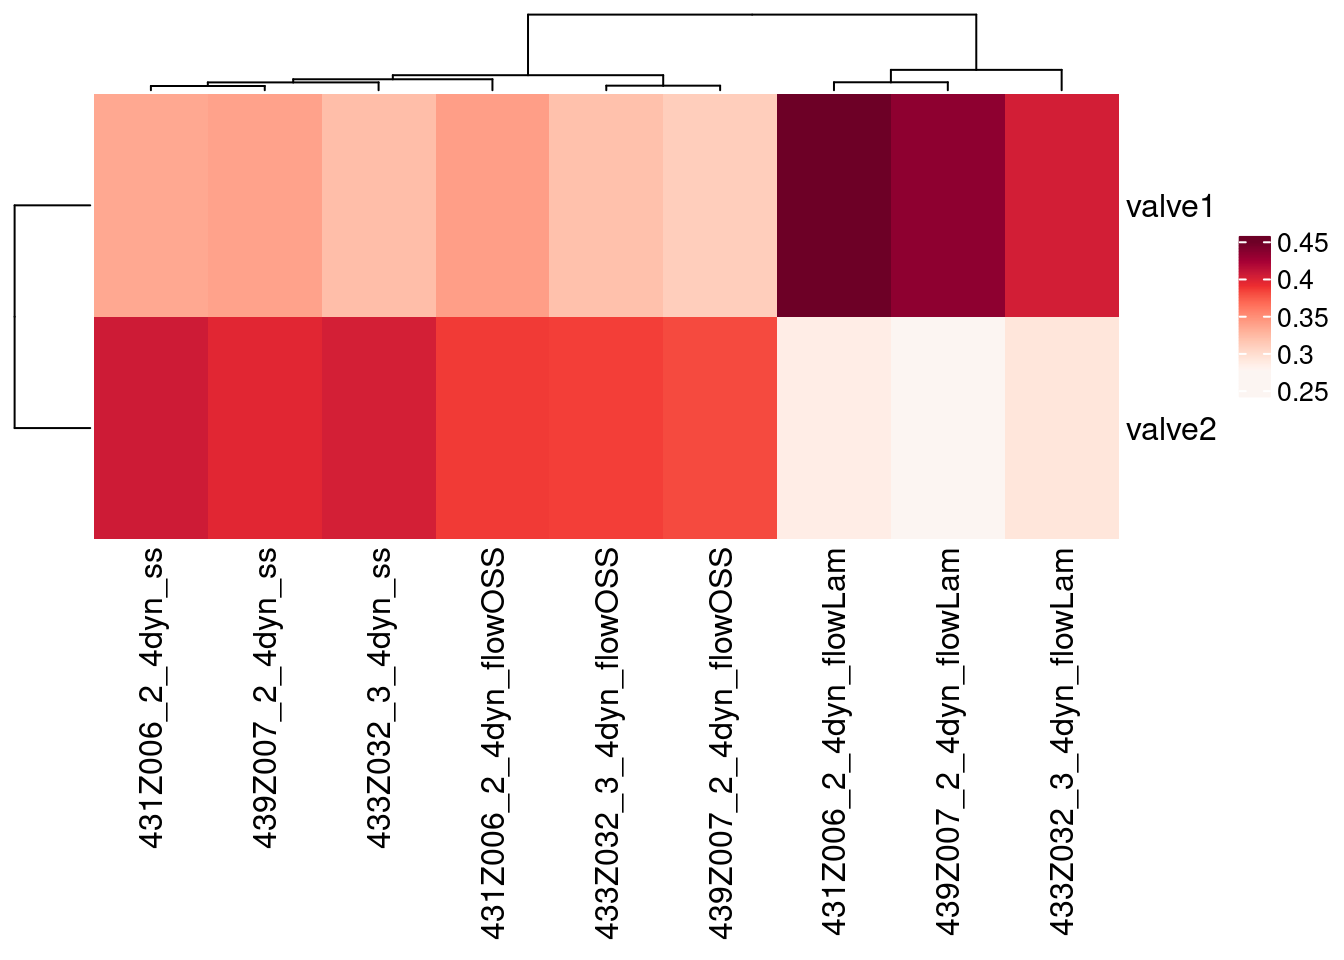 valve1
valve2
0.45
0.4
0.35
0.3
0.25
431Z006_2_4dyn_ss
439Z007_2_4dyn_ss
433Z032_3_4dyn_ss
431Z006_2_4dyn_flowOSS
433Z032_3_4dyn_flowOSS
439Z007_2_4dyn_flowOSS
431Z006_2_4dyn_flowLam
439Z007_2_4dyn_flowLam
433Z032_3_4dyn_flowLam